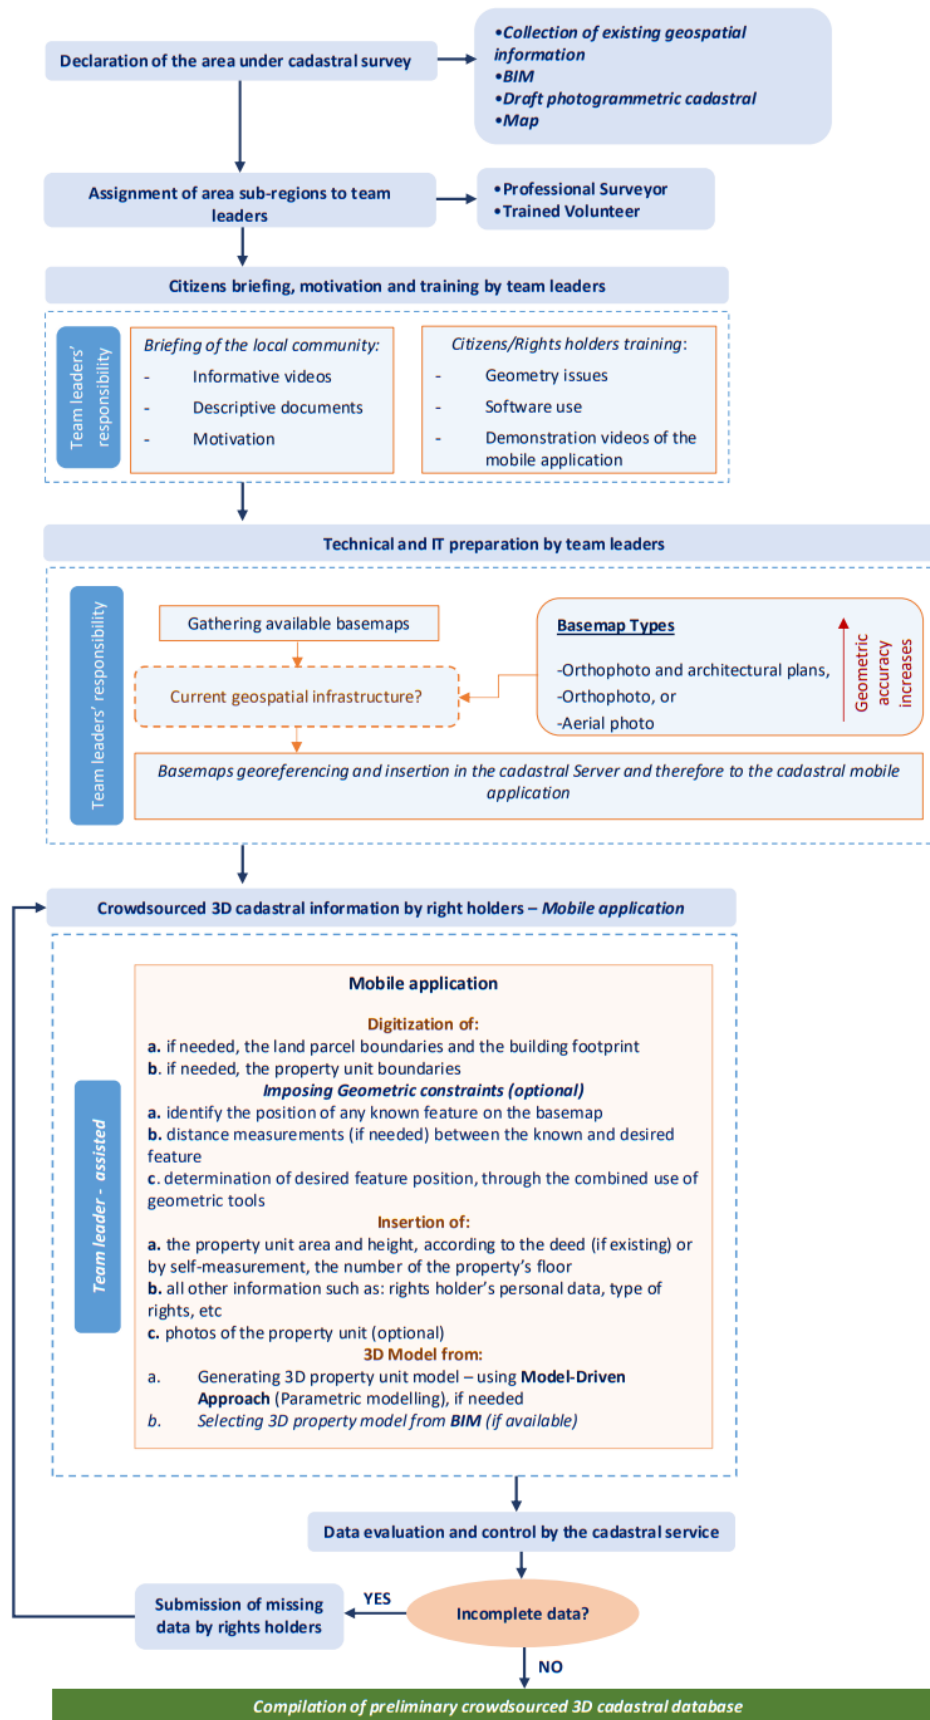 Declaration of the area under cadastral survey
•Collection of existing geospatial
information
•BIM
•Draft photogrammetric cadastral
•Map
Assignment of area sub-regions to team
leaders
•Professional Surveyor
•Trained Volunteer
Citizens briefing, motivation and training by team leaders
Team leaders’
responsibility
Briefing of the local community:
- Informative videos
- Descriptive documents
- Motivation
Citizens/Rights holders training:
- Geometry issues
- Software use
- Demonstration videos of the
mobile application
Technical and IT preparation by team leaders
Team leaders’ responsibility
Gathering available basemaps
Current geospatial infrastructure?
Basemap Types
-Orthophoto and architectural plans,
-Orthophoto, or
-Aerial photo
Geometric
accuracy
increases
Basemaps georeferencing and insertion in the cadastral Server and therefore to the cadastral mobile
application
Crowdsourced 3D cadastral information by right holders – Mobile application
Team leader - assisted
Mobile application
Digitization of:
a. if needed, the land parcel boundaries and the building footprint
b. if needed, the property unit boundaries
Imposing Geometric constraints (optional)
a. identify the position of any known feature on the basemap
b. distance measurements (if needed) between the known and desired
feature
c. determination of desired feature position, through the combined use of
geometric tools
Insertion of:
a. the property unit area and height, according to the deed (if existing) or
by self-measurement, the number of the property’s floor
b. all other information such as: rights holder’s personal data, type of
rights, etc
c. photos of the property unit (optional)
3D Model from:
a. Generating 3D property unit model – using Model-Driven
Approach (Parametric modelling), if needed
b. Selecting 3D property model from BIM (if available)
Data evaluation and control by the cadastral service
Incomplete data?
YES
Submission of missing
data by rights holders
NO
Compilation of preliminary crowdsourced 3D cadastral database